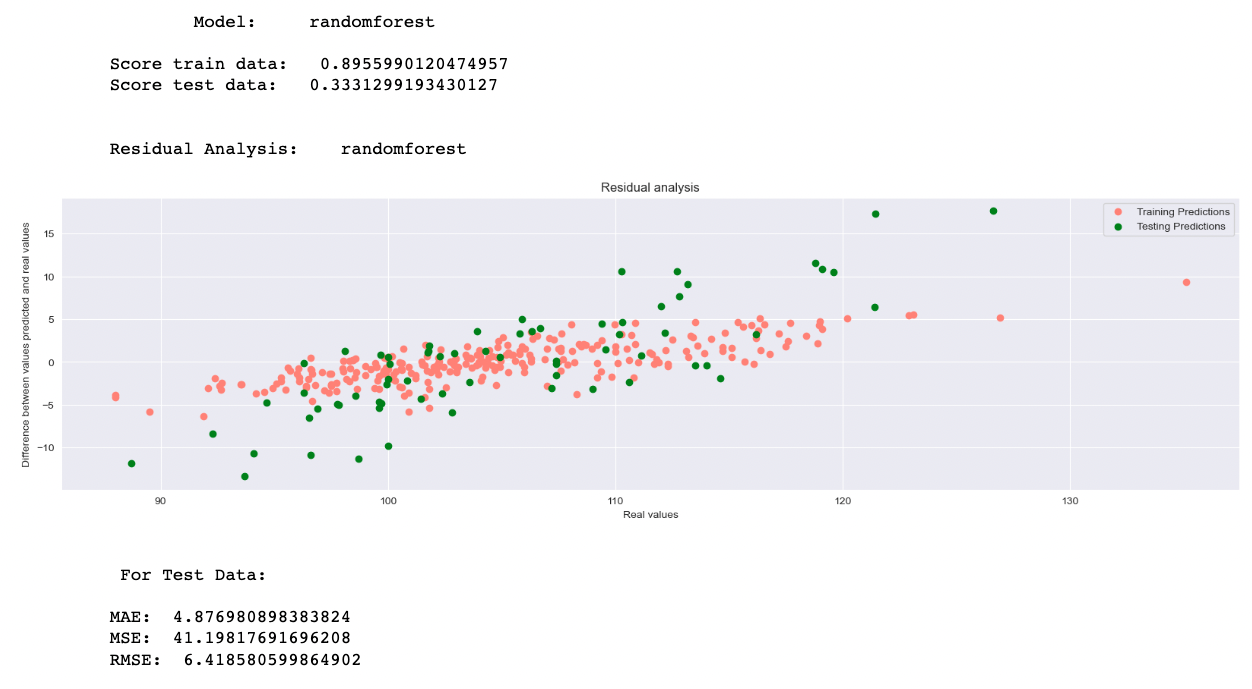 Model: randomforest
Score train data: 0.8955990120474957
Score test data: 0.3331299193430127
Residual Analysis: randomforest
Residual analysis
Difference between values predicted and real values
15
10
5
0
−5
−10
Training Predictions
Testing Predictions
90 100 110 120 130
Real values
For Test Data:
MAE: 4.876980898383824
MSE: 41.19817691696208
RMSE: 6.418580599864902